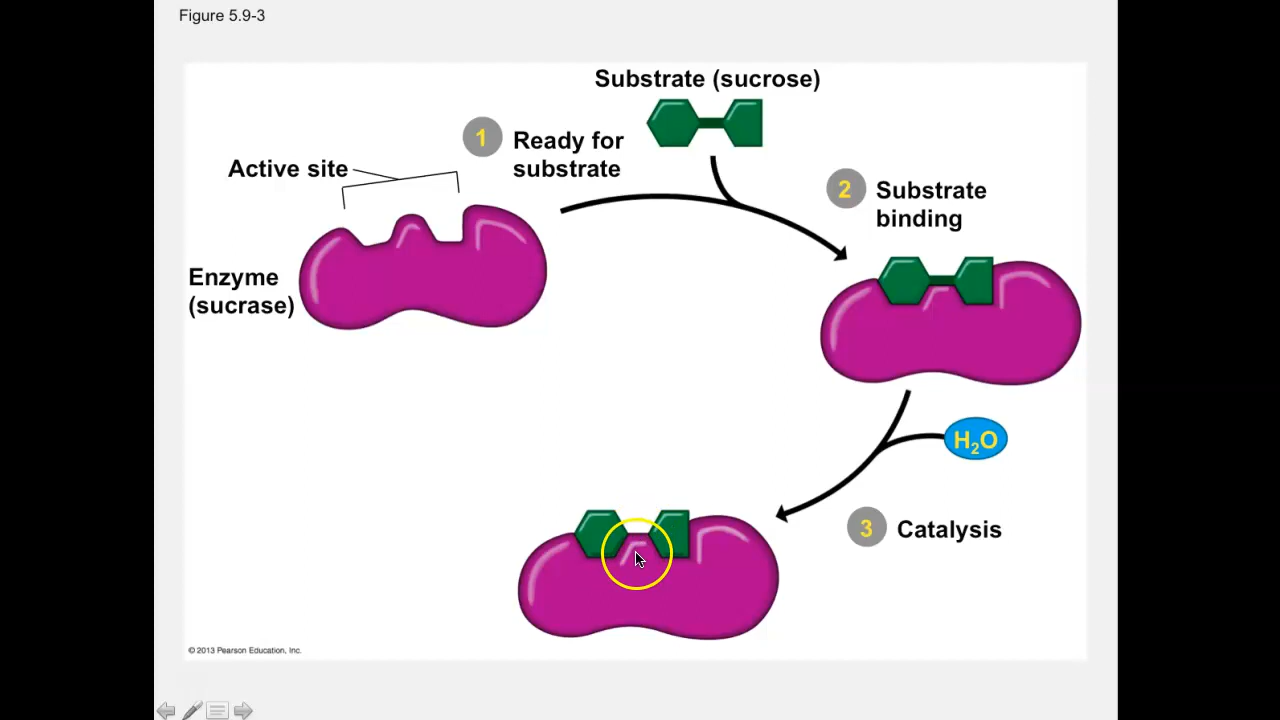 Figure 5.9-3
Substrate (sucrose)
1
Ready for
substrate
Active site
2
Substrate
binding
Enzyme
(sucrase)
H₂O
3
Catalysis
© 2013 Pearson Education, Inc.